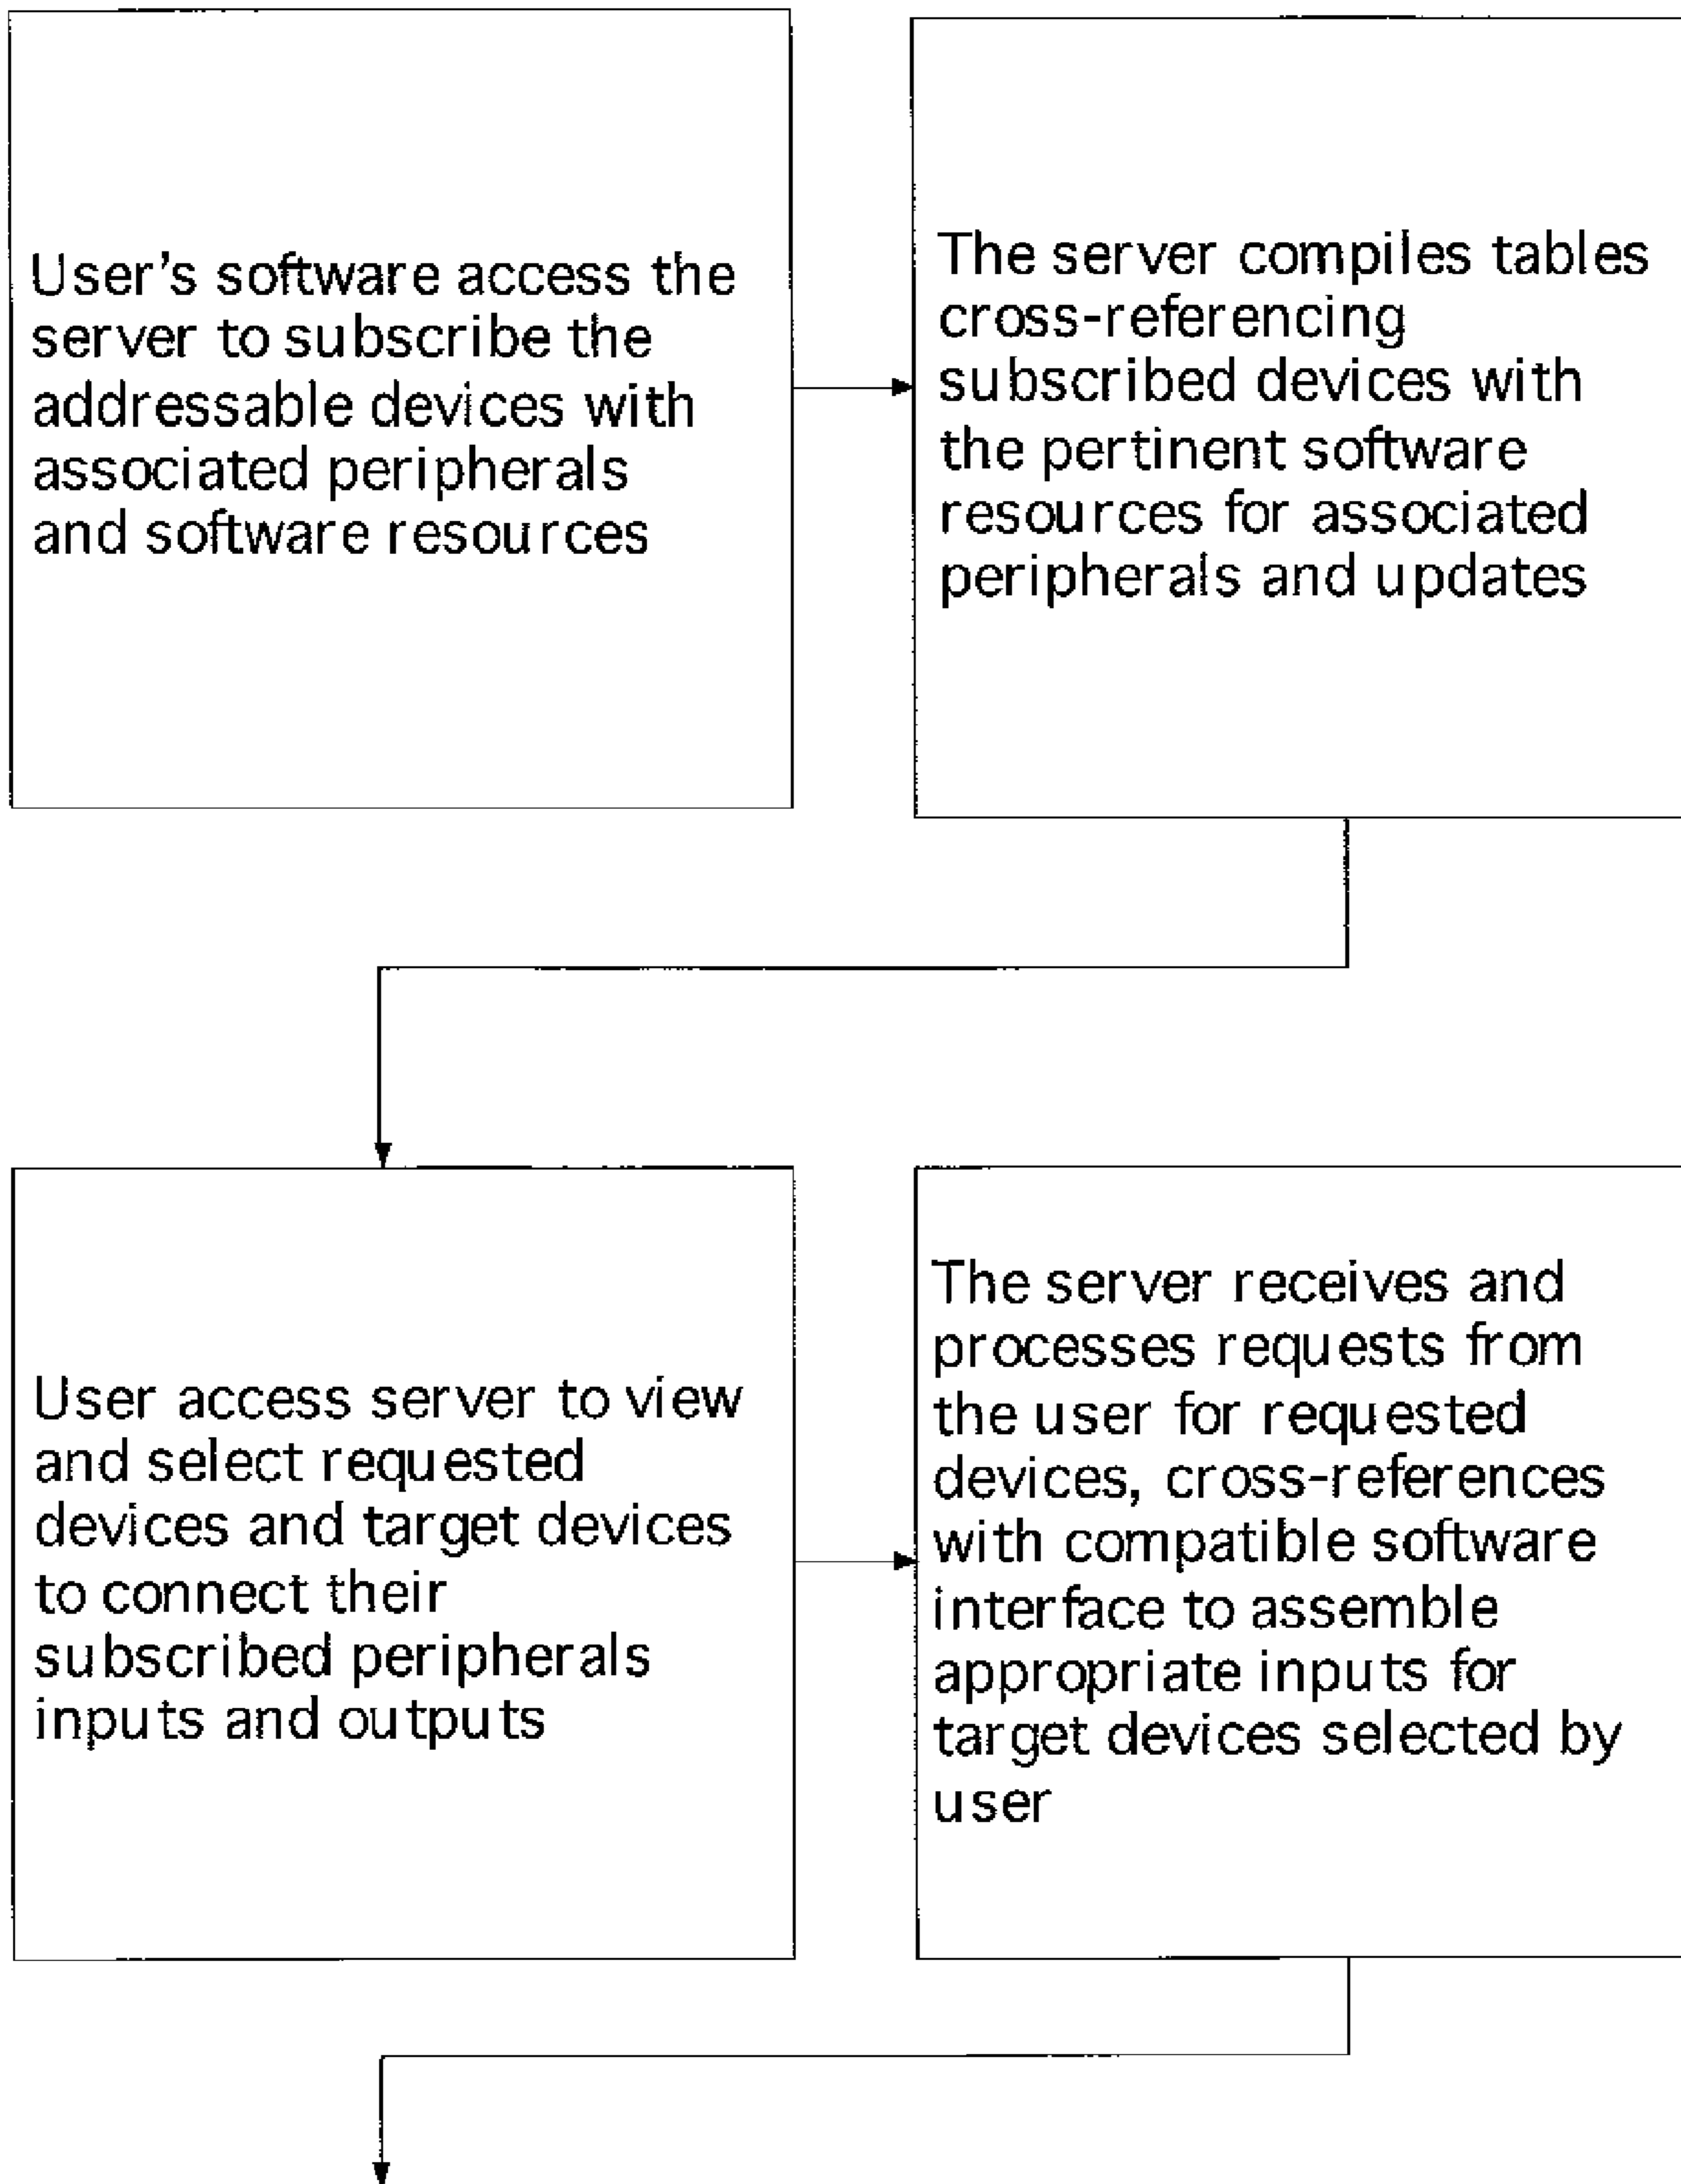 User's software access the
server to subscribe the
addressable devices with
associated peripherals
and software resources
The server compiles tables
cross-referencing
subscribed devices with
the pertinent software
resources for associated
peripherals and updates
User access server to view
and select requested
devices and target devices
to connect their
subscribed peripherals
inputs and outputs
The server receives and
processes requests from
the user for requested
devices, cross-references
with compatible software
interface to assemble
appropriate inputs for
target devices selected by
user